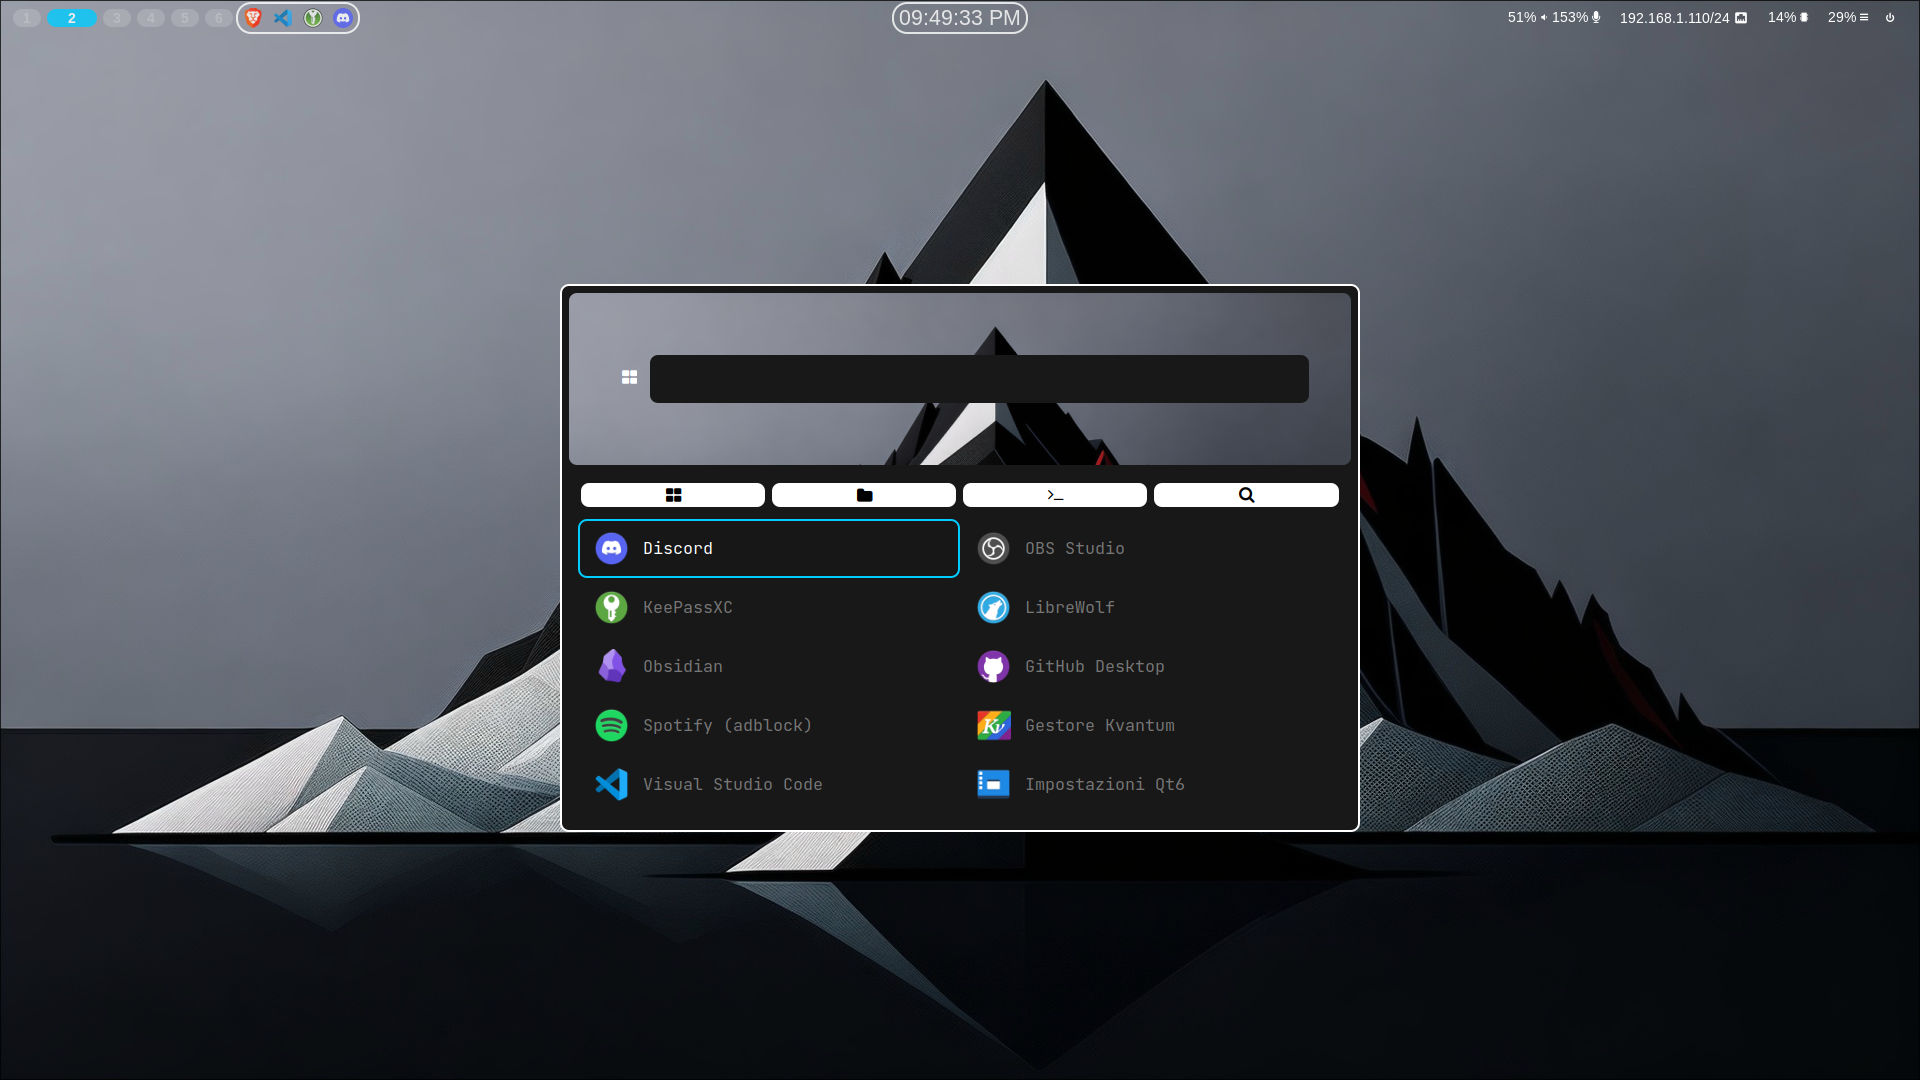 1 2 3 4 5 6
09:49:33 PM
51% 153% 192.168.1.110/24 14% 29%
Discord
OBS Studio
KeePassXC
LibreWolf
Obsidian
GitHub Desktop
Spotify (adblock)
Kv Gestore Kvantum
Visual Studio Code
Impostazioni Qt6